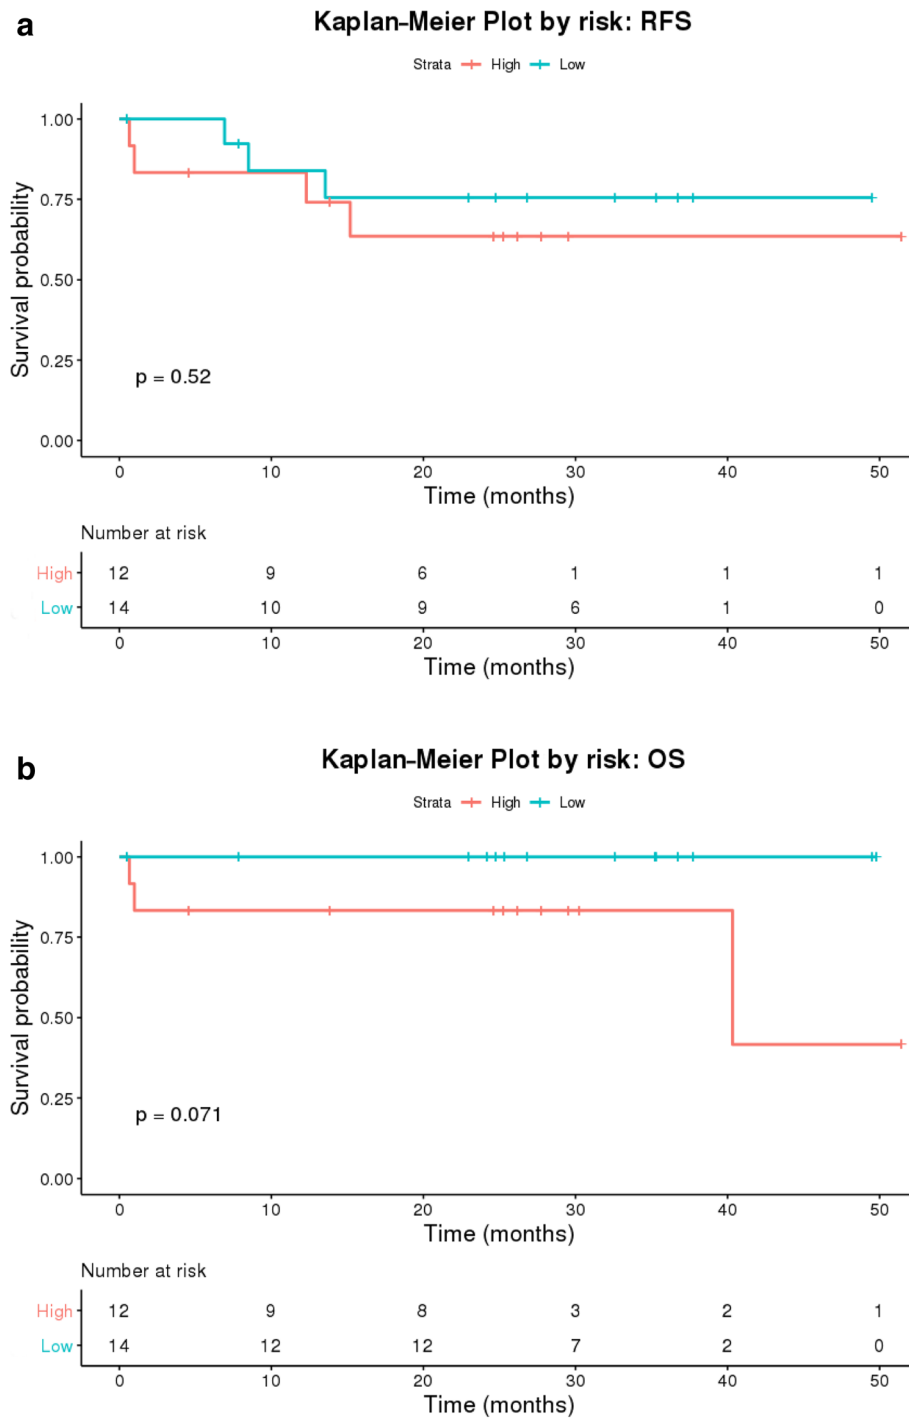 a
Kaplan-Meier Plot by risk: RFS
Strata High Low
Survival probability
1.00
0.75
0.50
0.25
0.00
p = 0.52
0 10 20 30 40 50
Time (months)
Number at risk
High 12 9 6 1 1 1
Low 14 10 9 6 1 0
0 10 20 30 40 50
Time (months)
b
Kaplan-Meier Plot by risk: OS
Strata High Low
Survival probability
1.00
0.75
0.50
0.25
0.00
p = 0.071
0 10 20 30 40 50
Time (months)
Number at risk
High 12 9 8 3 2 1
Low 14 12 12 7 2 0
0 10 20 30 40 50
Time (months)